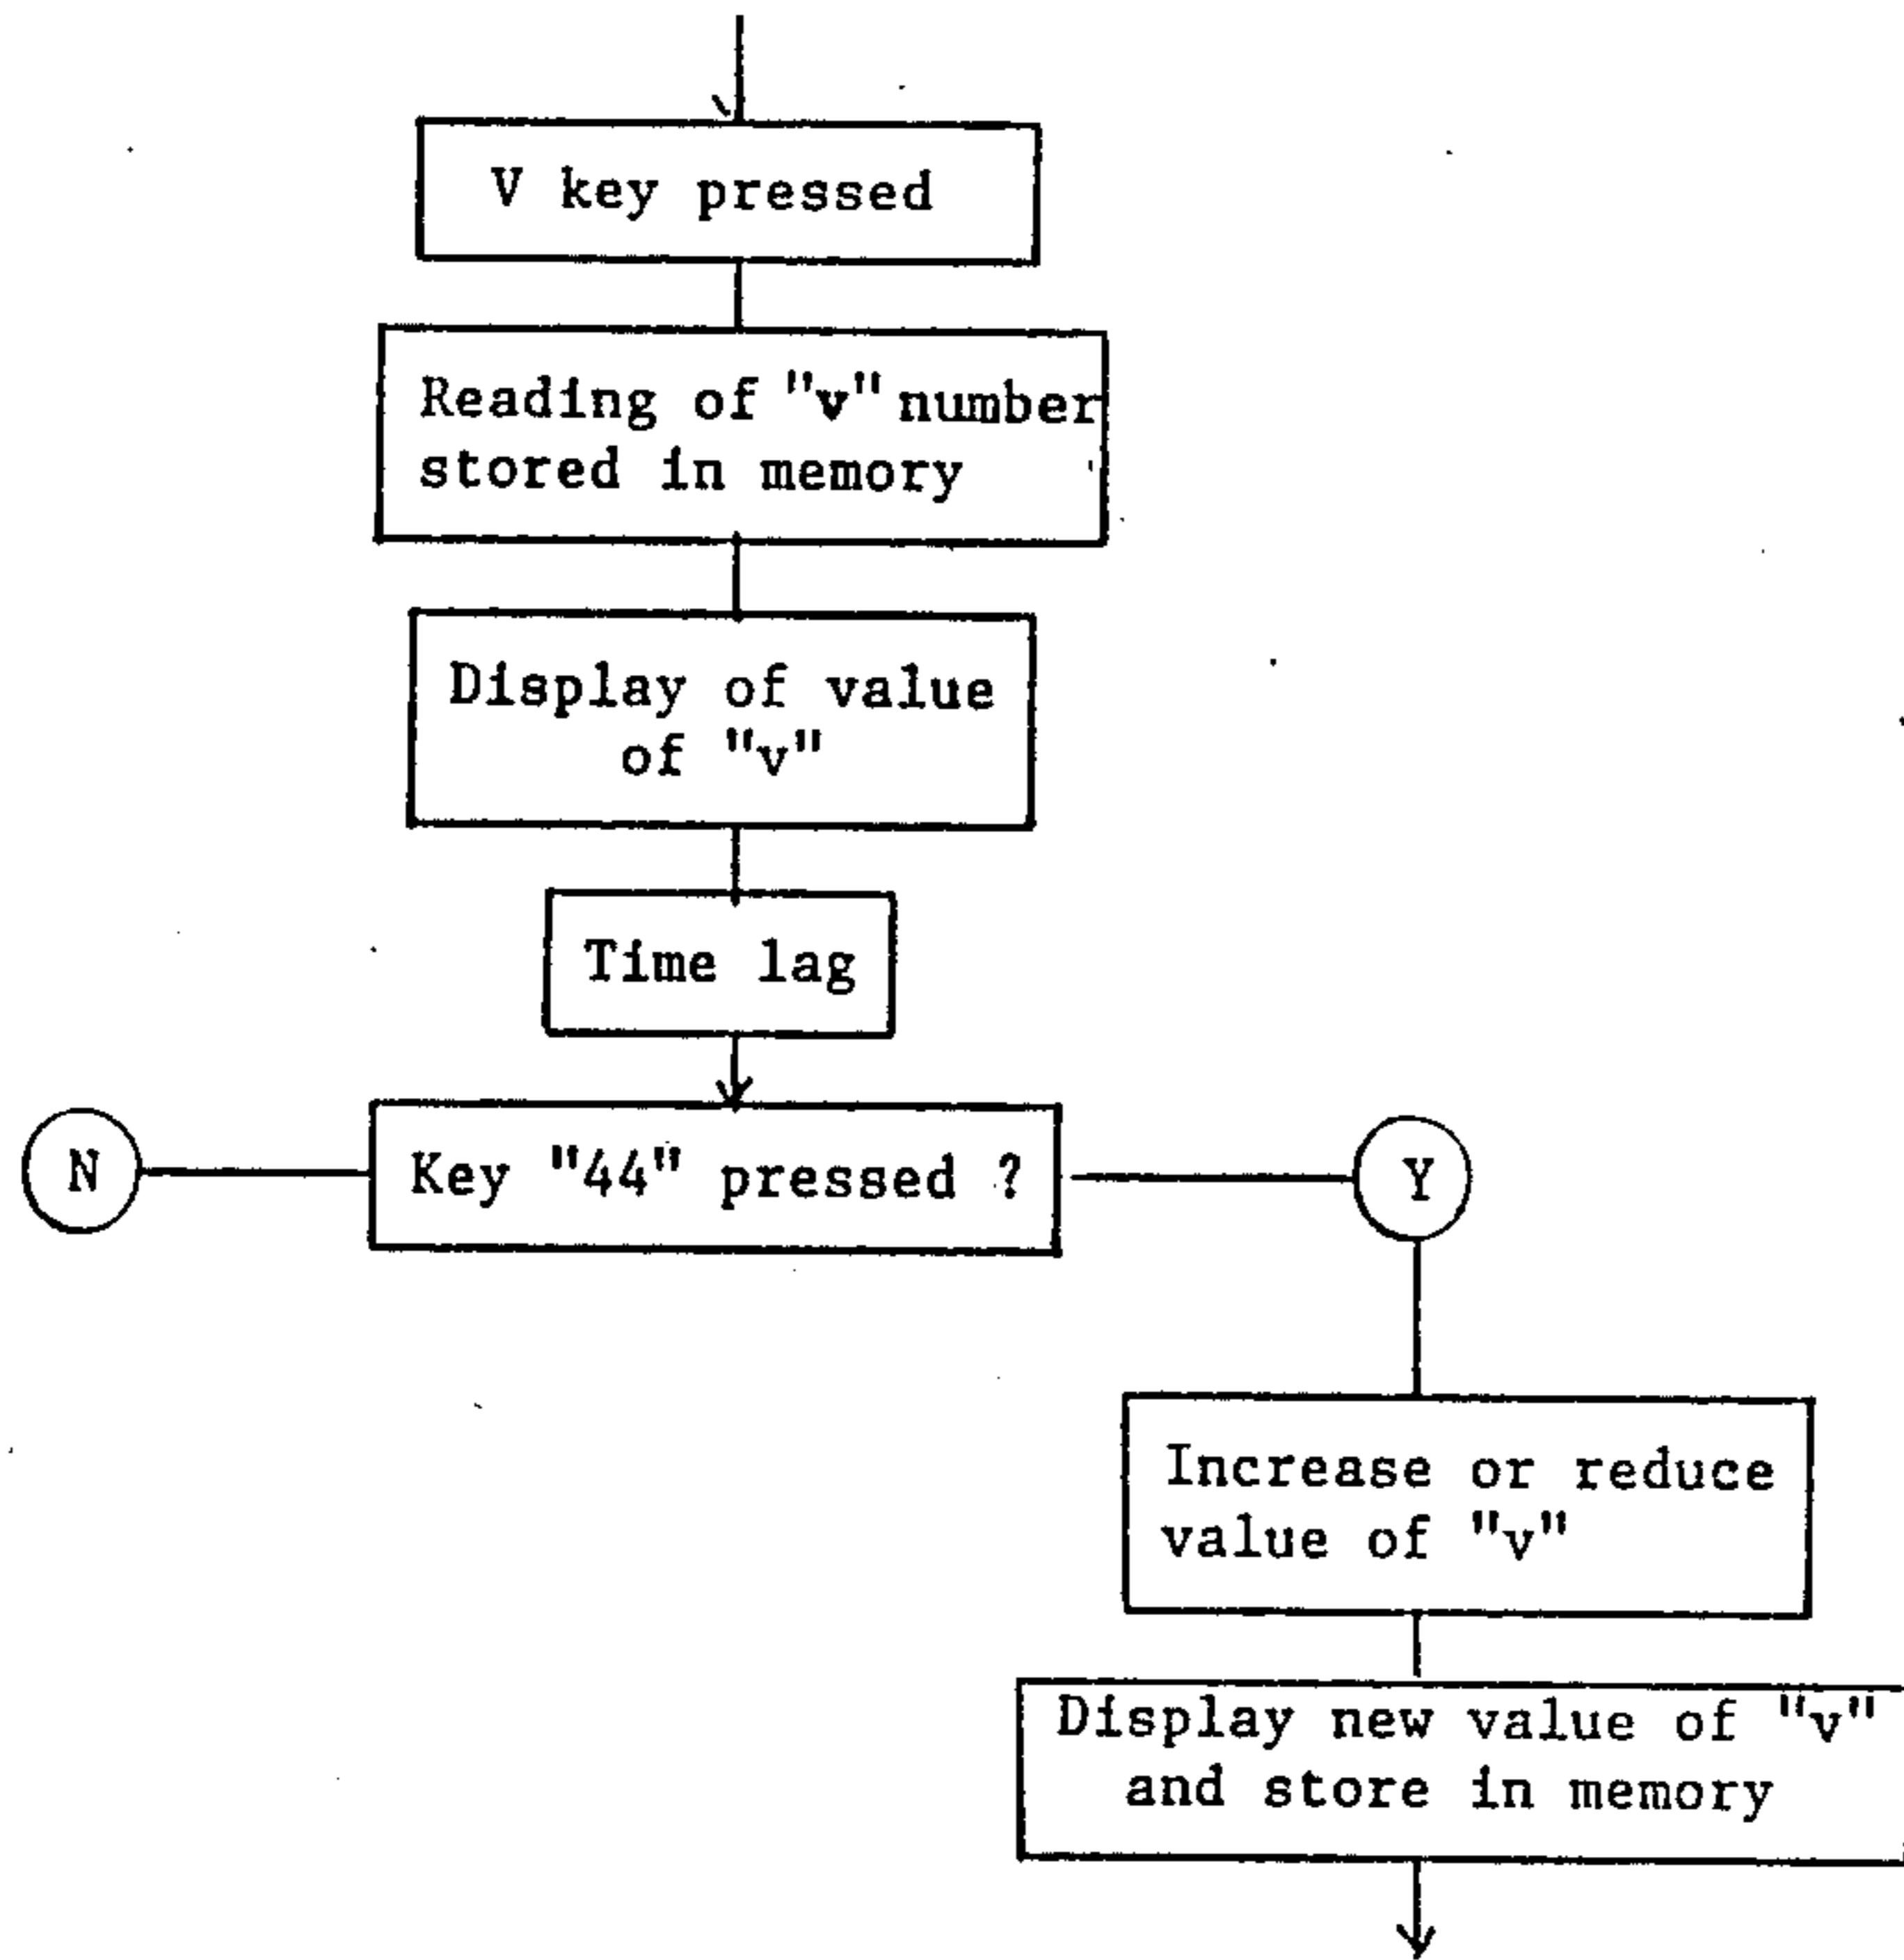 V key pressed
Reading of "v" number
stored in memory
Display of value
of "v"
Time lag
N
Key "44" pressed ?
Y
Increase or reduce
value of "v"
Display new value of "v"
and store in memory